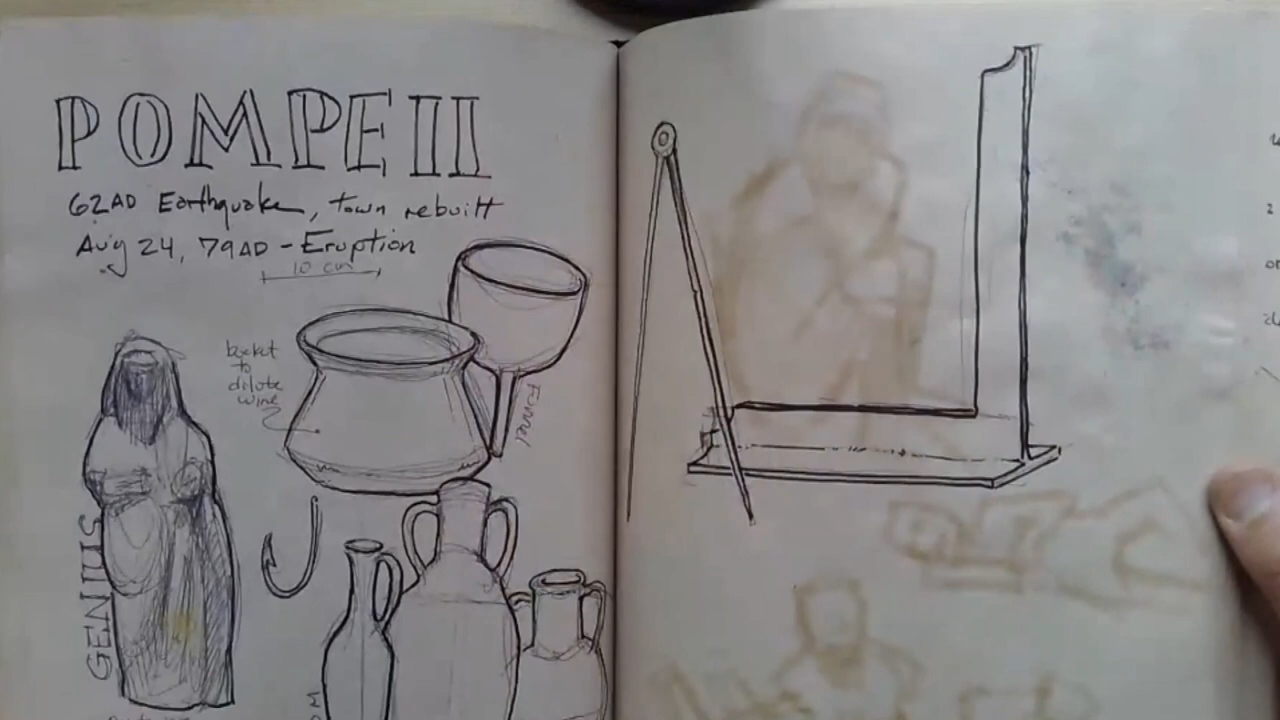 POMPEII
62AD Earthquake, town rebuilt
Aug 24, 79AD - Eruption
10 cm
bucket
to
dilute
wine
Funnel
GENIUS